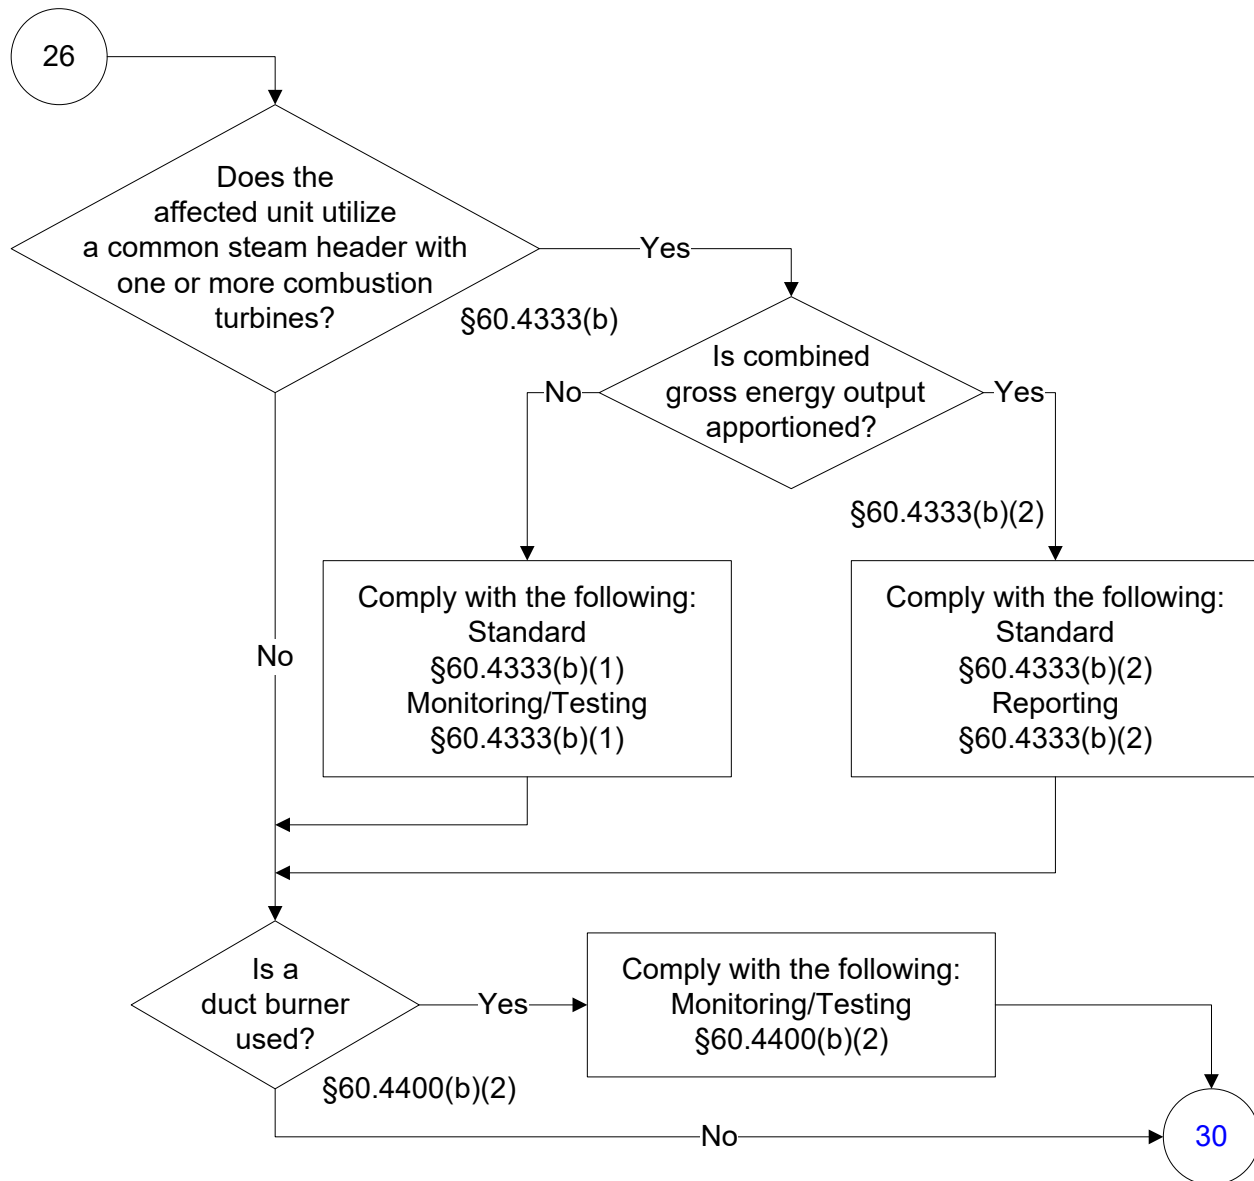 26
Does the
affected unit utilize
a common steam header with
one or more combustion
turbines?
Yes
§60.4333(b)
Is combined
gross energy output
apportioned?
No
Yes
§60.4333(b)(2)
Comply with the following:
Standard
§60.4333(b)(1)
Monitoring/Testing
§60.4333(b)(1)
Comply with the following:
Standard
§60.4333(b)(2)
Reporting
§60.4333(b)(2)
No
Is a
duct burner
used?
Yes
§60.4400(b)(2)
Comply with the following:
Monitoring/Testing
§60.4400(b)(2)
No
30